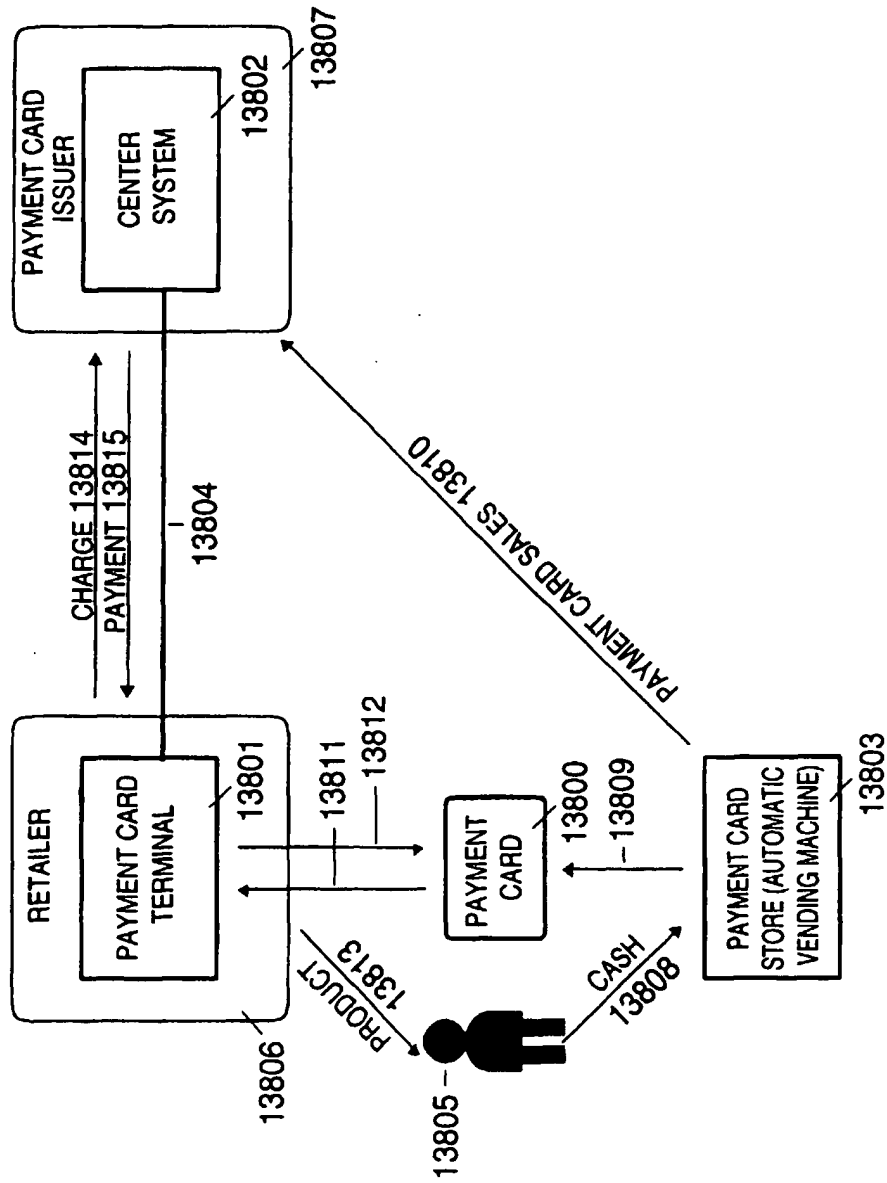 RETAILER
PAYMENT CARD
TERMINAL
13801
13806
PAYMENT CARD
ISSUER
CENTER
SYSTEM
13802
13807
CHARGE 13814
PAYMENT 13815
13804
13811
13812
PRODUCT
13813
13805
PAYMENT
CARD
13800
13809
CASH
13808
PAYMENT CARD SALES 13810
PAYMENT CARD
STORE (AUTOMATIC
VENDING MACHINE)
13803